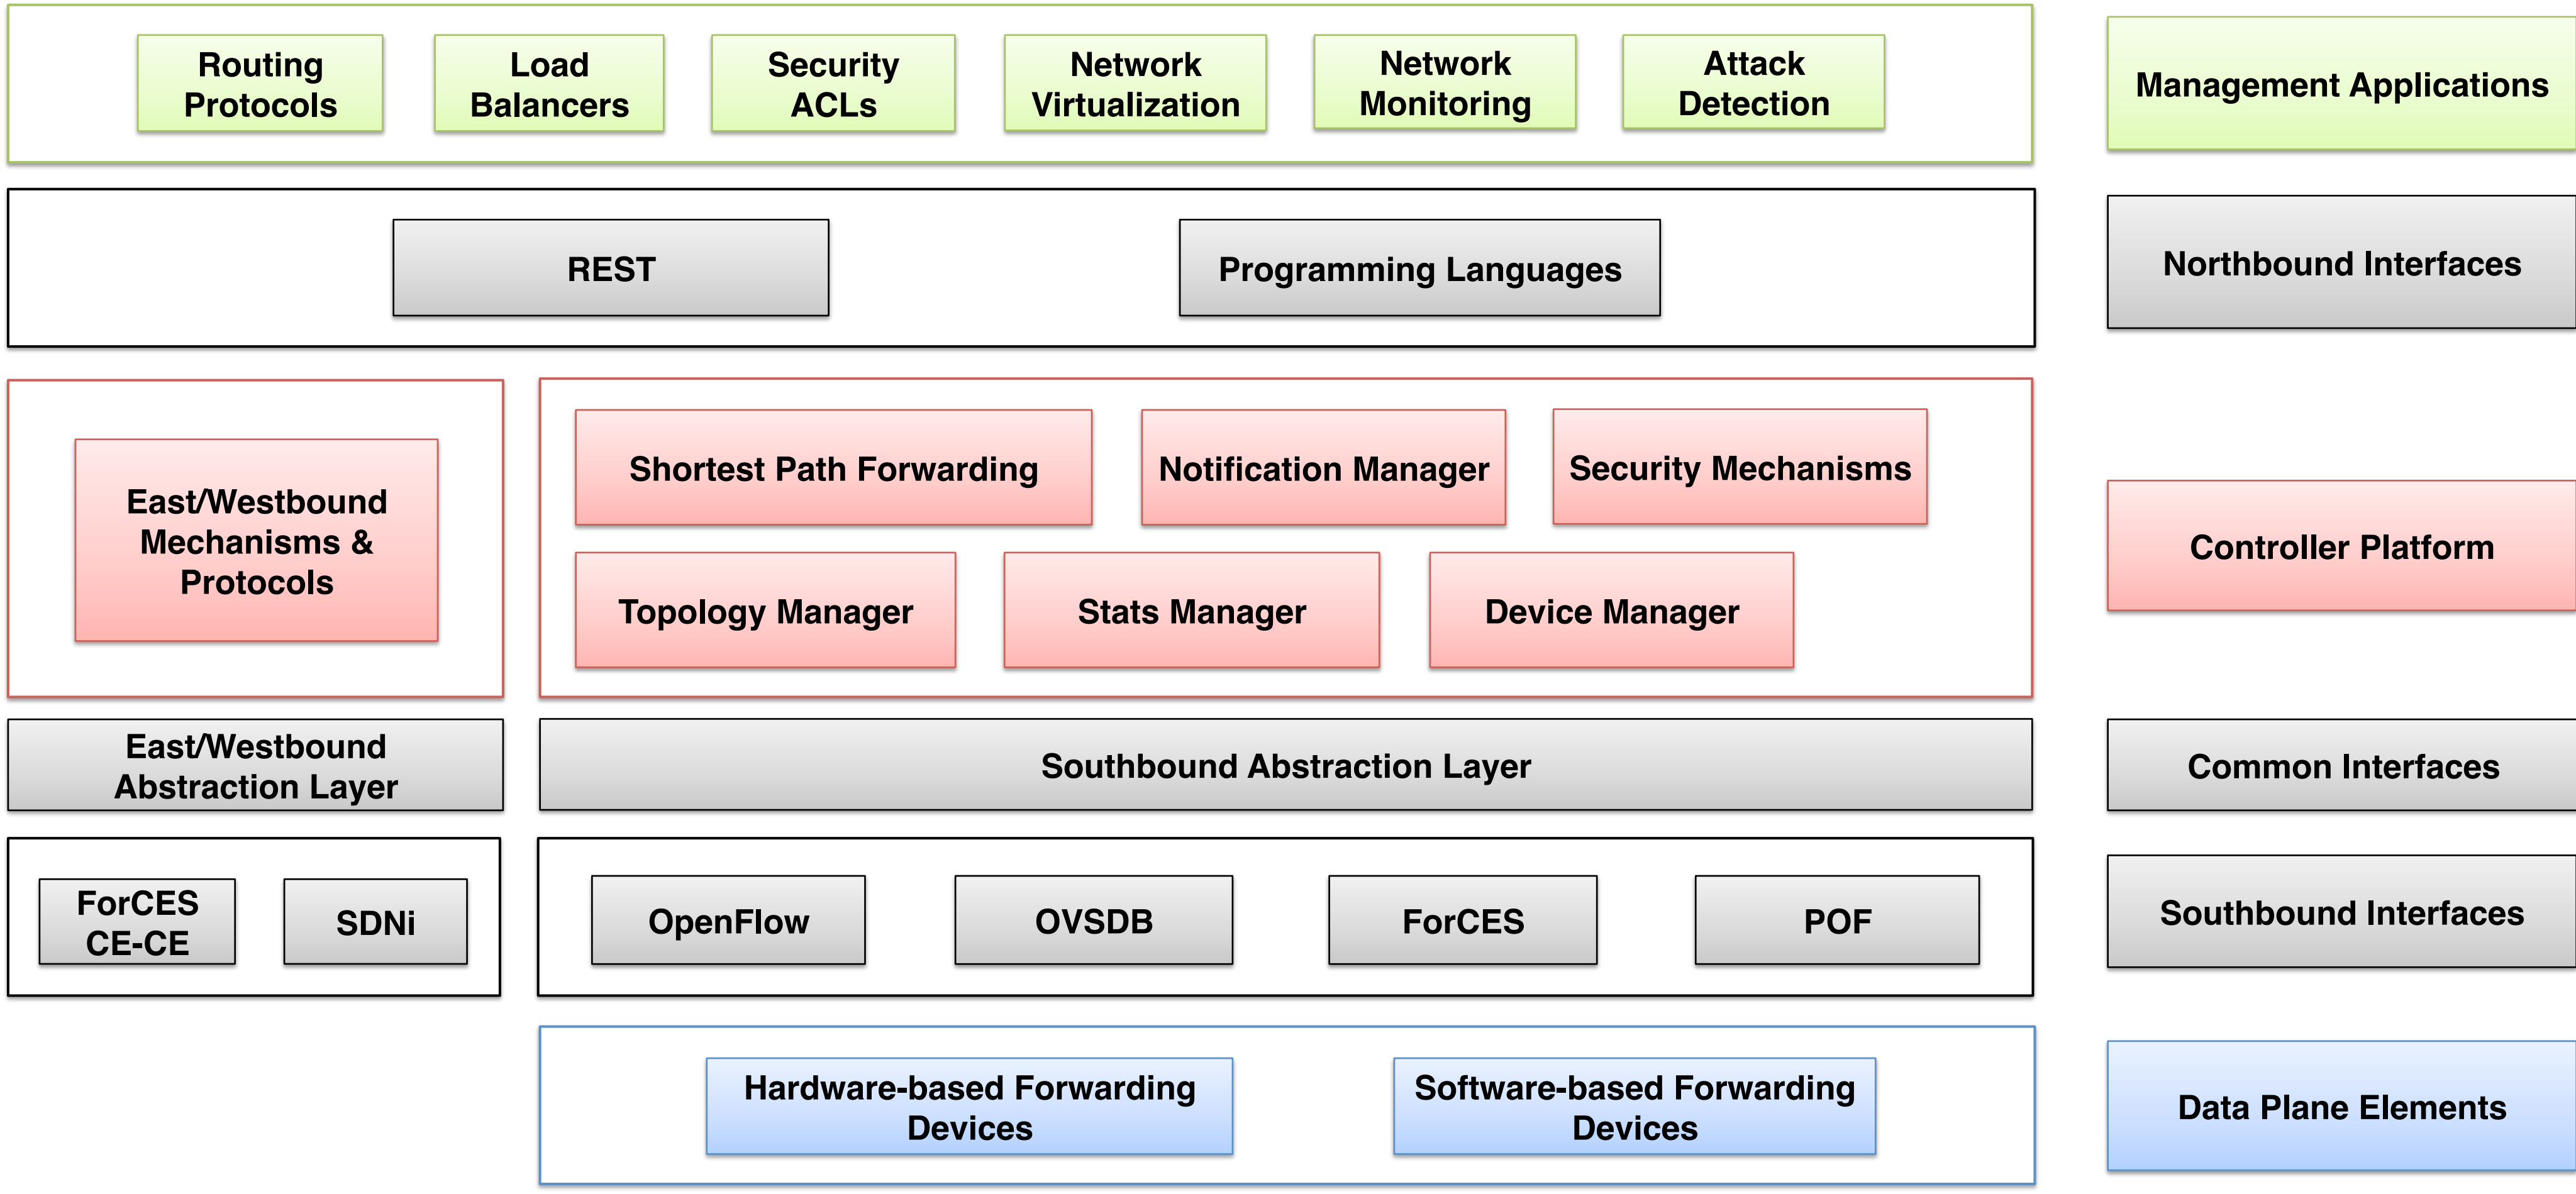 Routing
Protocols
Load
Balancers
Security
ACLs
Network
Virtualization
Network
Monitoring
Attack
Detection
Management Applications
REST
Programming Languages
Northbound Interfaces
East/Westbound
Mechanisms &
Protocols
Shortest Path Forwarding
Notification Manager
Security Mechanisms
Topology Manager
Stats Manager
Device Manager
Controller Platform
East/Westbound
Abstraction Layer
Southbound Abstraction Layer
Common Interfaces
ForCES
CE-CE
SDNi
OpenFlow
OVSDB
ForCES
POF
Southbound Interfaces
Hardware-based Forwarding
Devices
Software-based Forwarding
Devices
Data Plane Elements